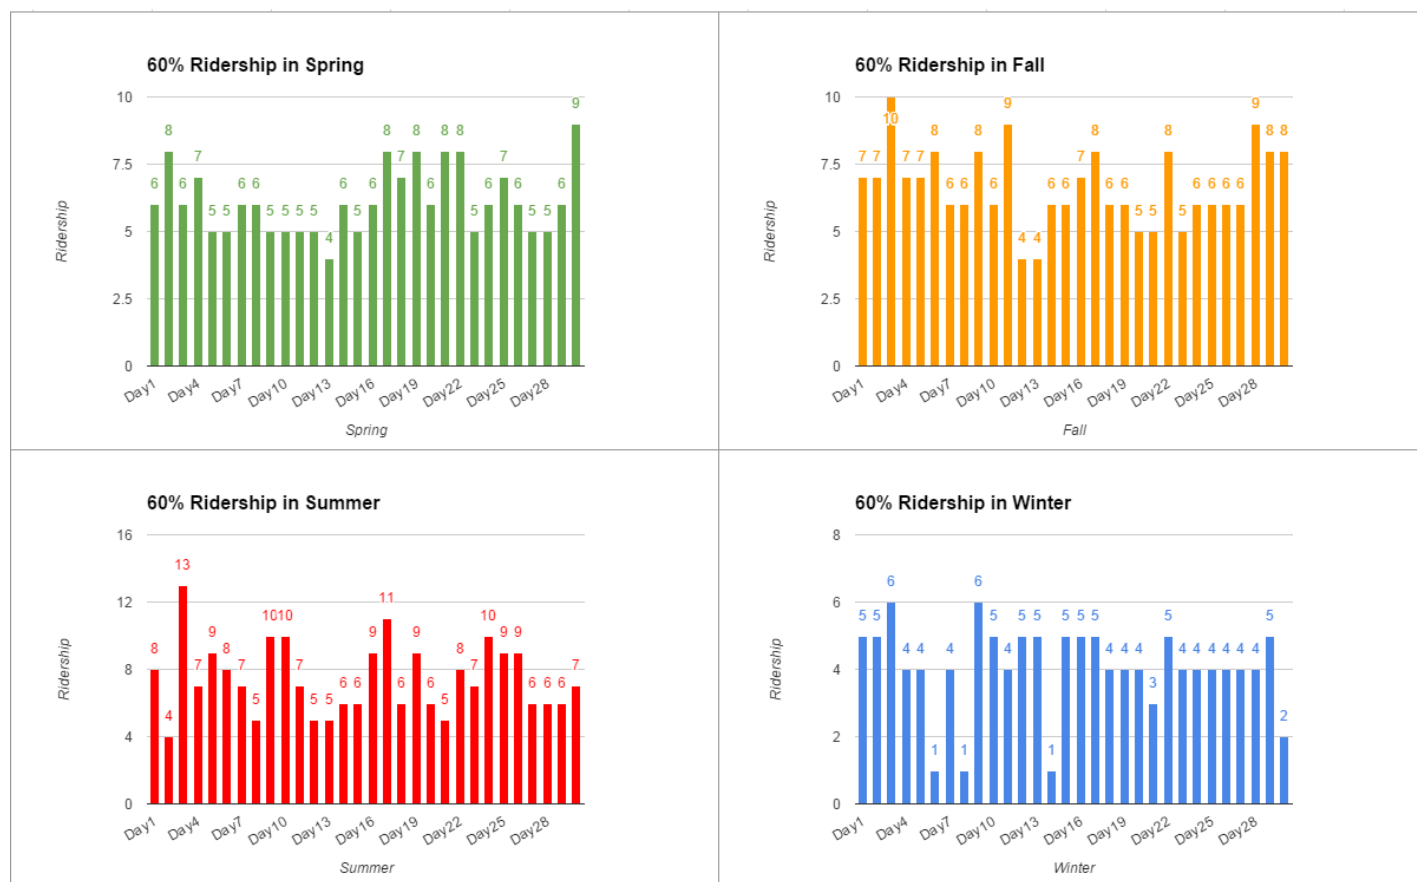 60% Ridership in Spring
10
7.5
5
2.5
0
Ridership
6 8 6 7 5 5 6 6 5 5 5 5 4 6 5 6 8 7 8 6 8 8 5 6 7 6 5 5 6 9
Day1 Day4 Day7 Day10 Day13 Day16 Day19 Day22 Day25 Day28
Spring
60% Ridership in Fall
10
7.5
5
2.5
0
Ridership
7 7 10 7 7 8 6 6 8 6 9 4 4 6 6 7 8 6 6 5 5 8 5 6 6 6 6 9 8 8
Day1 Day4 Day7 Day10 Day13 Day16 Day19 Day22 Day25 Day28
Fall
60% Ridership in Summer
16
12
8
4
0
Ridership
8 4 13 7 9 8 7 5 10 10 7 5 5 6 6 9 11 6 9 6 5 8 7 10 9 9 6 6 6 7
Day1 Day4 Day7 Day10 Day13 Day16 Day19 Day22 Day25 Day28
Summer
60% Ridership in Winter
8
6
4
2
0
Ridership
5 5 6 4 4 1 4 1 6 5 4 5 5 1 5 5 5 4 4 4 3 5 4 4 4 4 4 4 5 2
Day1 Day4 Day7 Day10 Day13 Day16 Day19 Day22 Day25 Day28
Winter